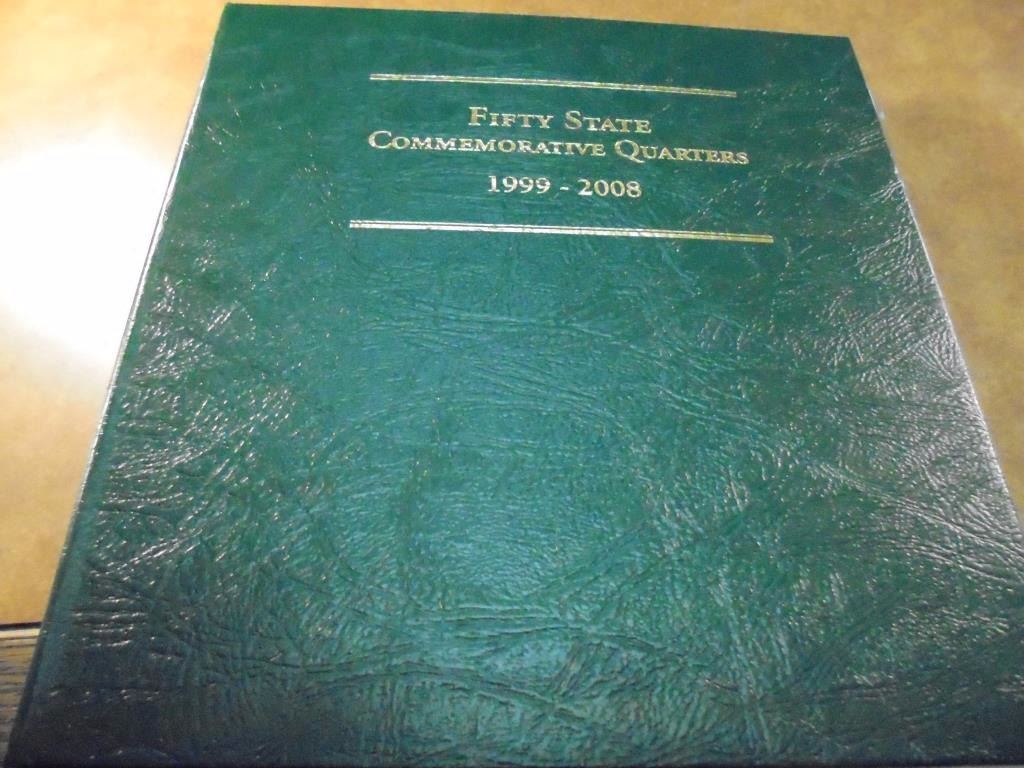 Fifty State
Commemorative Quarters
1999 - 2008